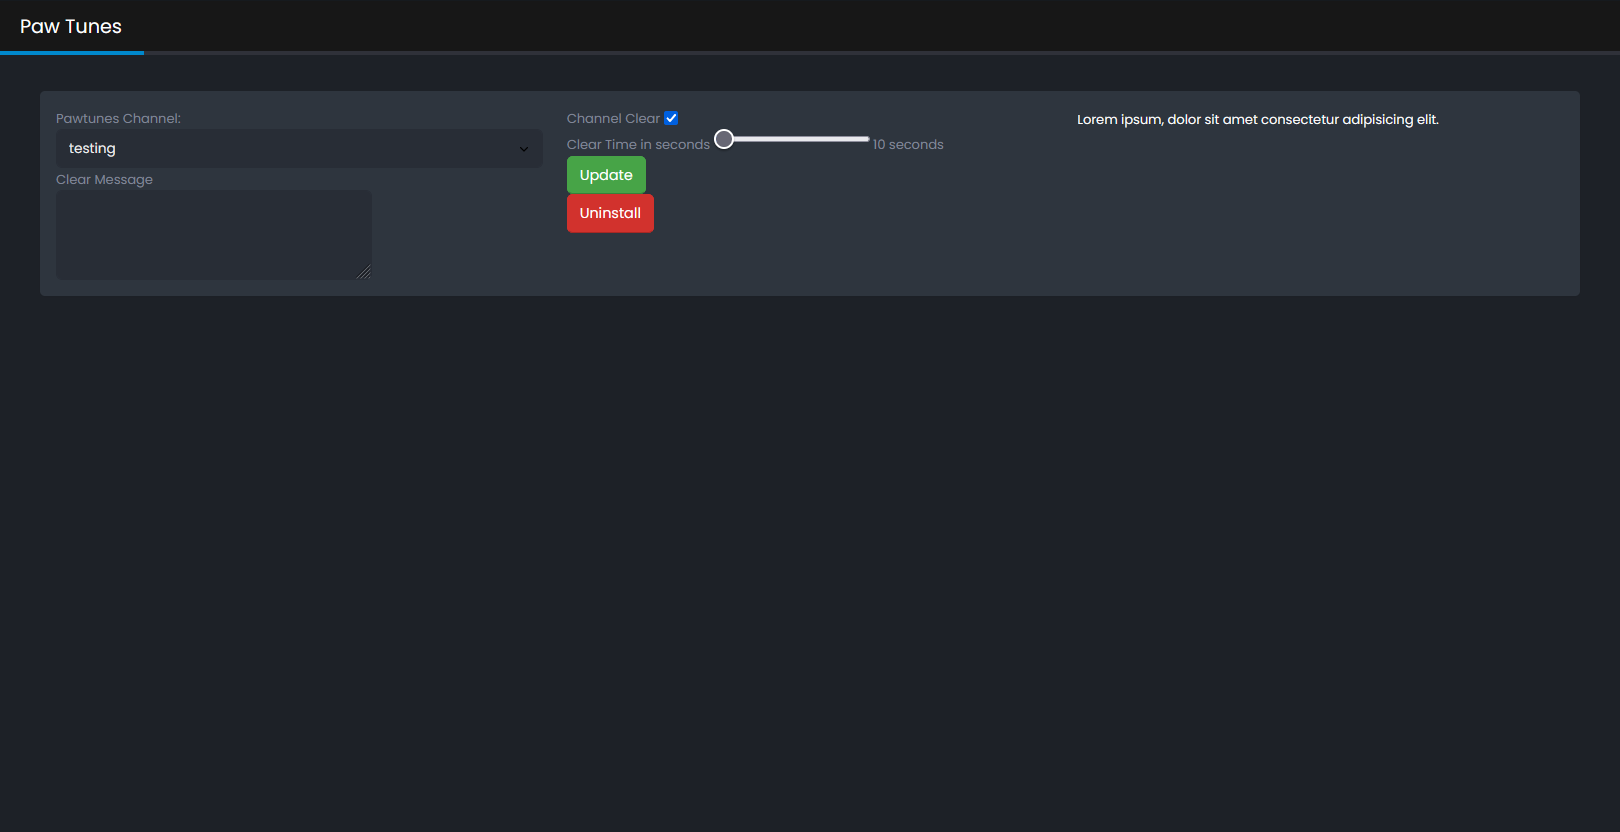 Paw Tunes
Pawtunes Channel:
testing
Clear Message
Channel Clear
Clear Time in seconds 10 seconds
Update
Uninstall
Lorem ipsum, dolor sit amet consectetur adipisicing elit.